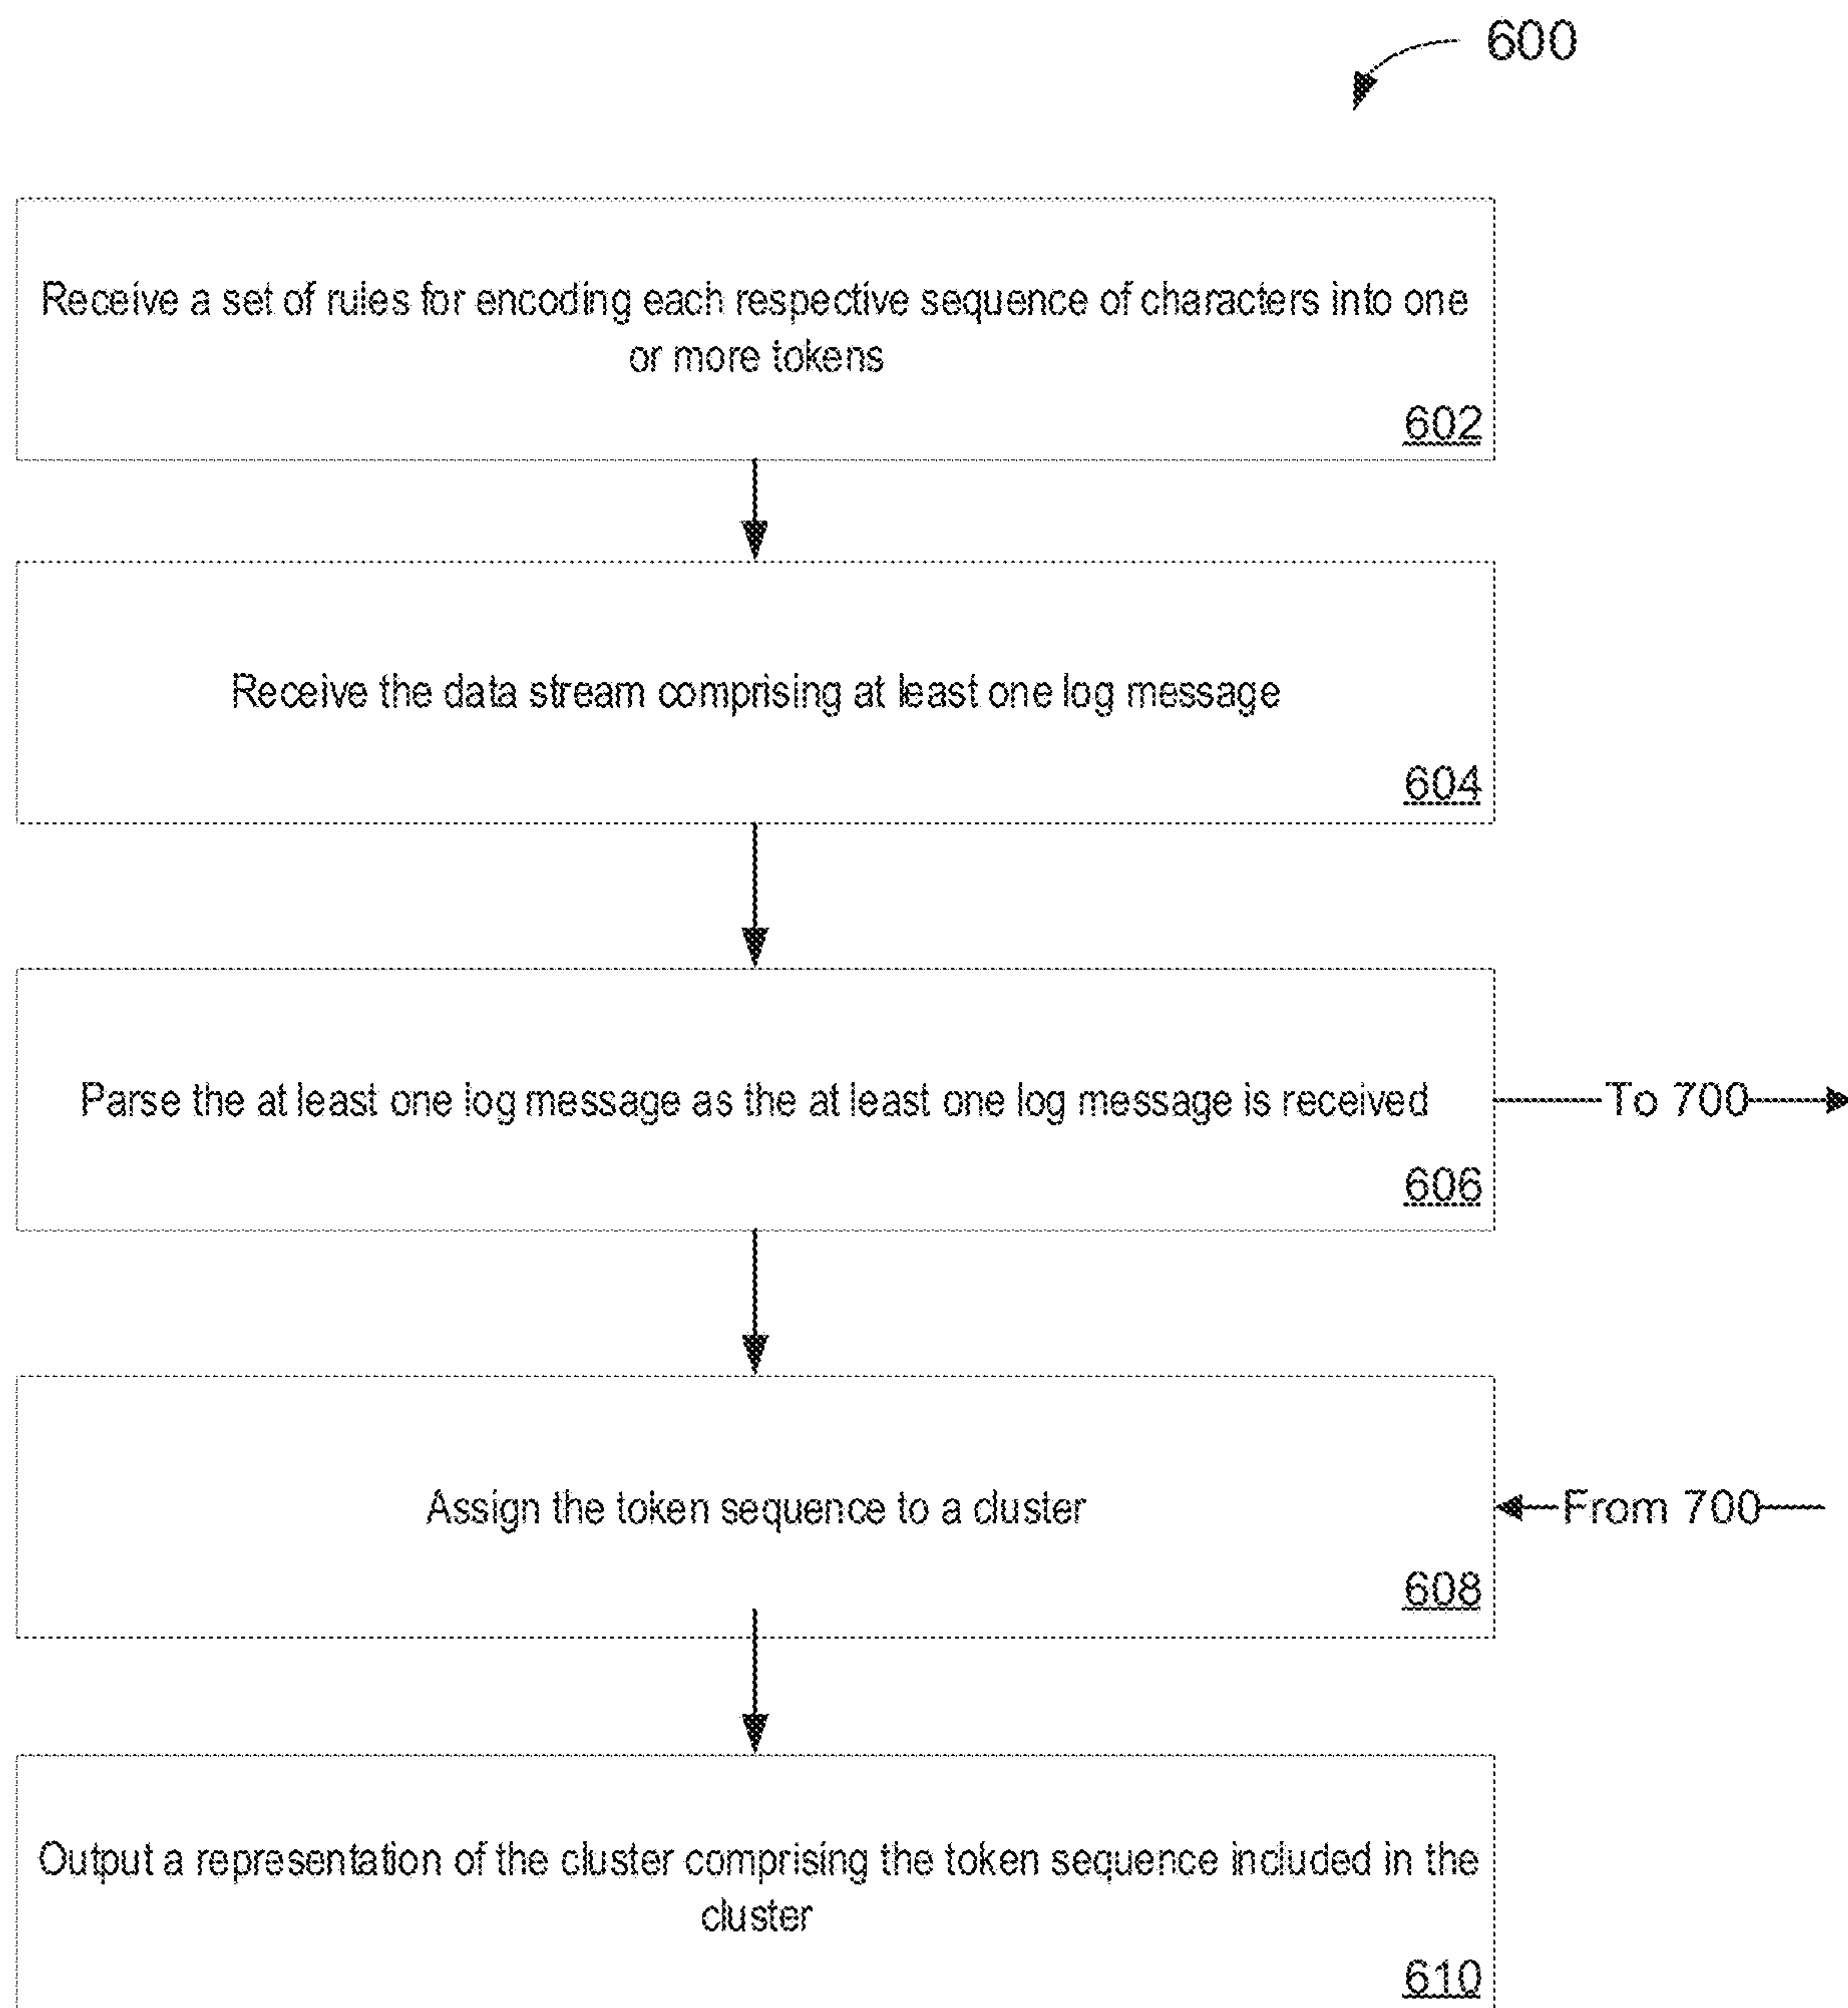 600
Receive a set of rules for encoding each respective sequence of characters into one
or more tokens
602
Receive the data stream comprising at least one log message
604
Parse the at least one log message as the at least one log message is received
To 700
606
Assign the token sequence to a cluster
From 700
608
Output a representation of the cluster comprising the token sequence included in the
cluster
610